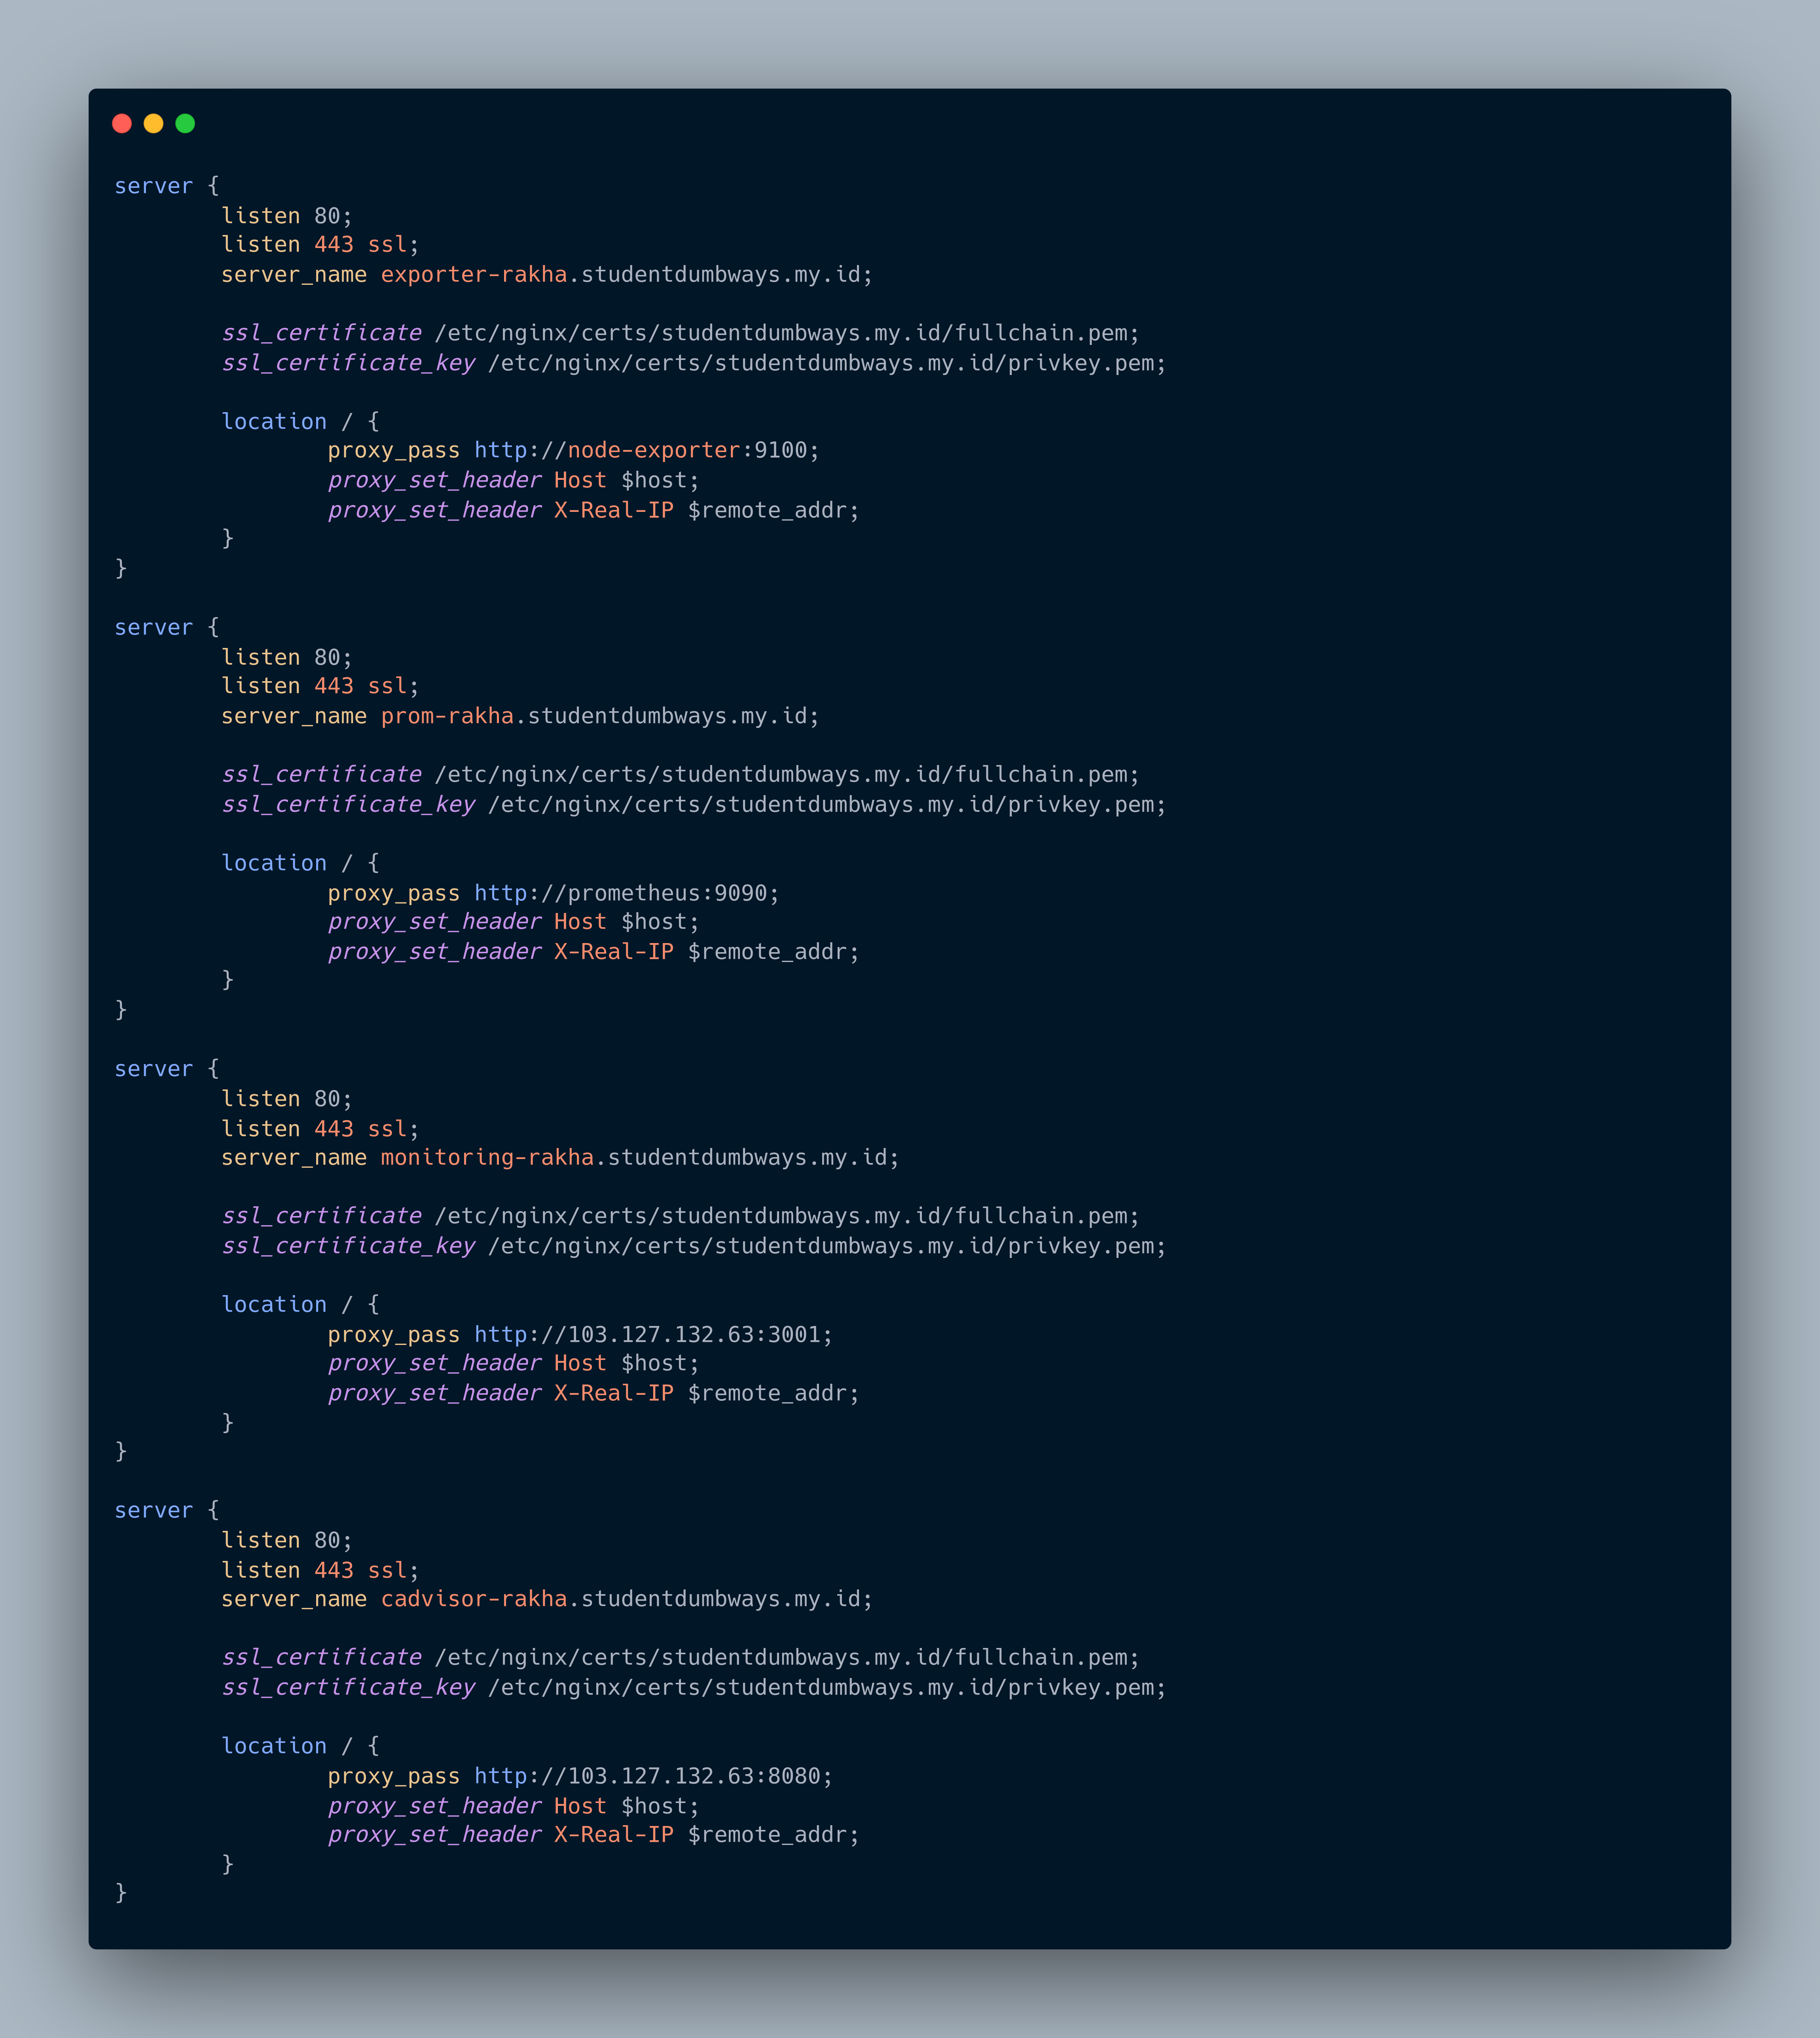 server {
        listen 80;
        listen 443 ssl;
        server_name exporter-rakha.studentdumbways.my.id;

        ssl_certificate /etc/nginx/certs/studentdumbways.my.id/fullchain.pem;
        ssl_certificate_key /etc/nginx/certs/studentdumbways.my.id/privkey.pem;

        location / {
                proxy_pass http://node-exporter:9100;
                proxy_set_header Host $host;
                proxy_set_header X-Real-IP $remote_addr;
        }
}

server {
        listen 80;
        listen 443 ssl;
        server_name prom-rakha.studentdumbways.my.id;

        ssl_certificate /etc/nginx/certs/studentdumbways.my.id/fullchain.pem;
        ssl_certificate_key /etc/nginx/certs/studentdumbways.my.id/privkey.pem;

        location / {
                proxy_pass http://prometheus:9090;
                proxy_set_header Host $host;
                proxy_set_header X-Real-IP $remote_addr;
        }
}

server {
        listen 80;
        listen 443 ssl;
        server_name monitoring-rakha.studentdumbways.my.id;

        ssl_certificate /etc/nginx/certs/studentdumbways.my.id/fullchain.pem;
        ssl_certificate_key /etc/nginx/certs/studentdumbways.my.id/privkey.pem;

        location / {
                proxy_pass http://103.127.132.63:3001;
                proxy_set_header Host $host;
                proxy_set_header X-Real-IP $remote_addr;
        }
}

server {
        listen 80;
        listen 443 ssl;
        server_name cadvisor-rakha.studentdumbways.my.id;

        ssl_certificate /etc/nginx/certs/studentdumbways.my.id/fullchain.pem;
        ssl_certificate_key /etc/nginx/certs/studentdumbways.my.id/privkey.pem;

        location / {
                proxy_pass http://103.127.132.63:8080;
                proxy_set_header Host $host;
                proxy_set_header X-Real-IP $remote_addr;
        }
}